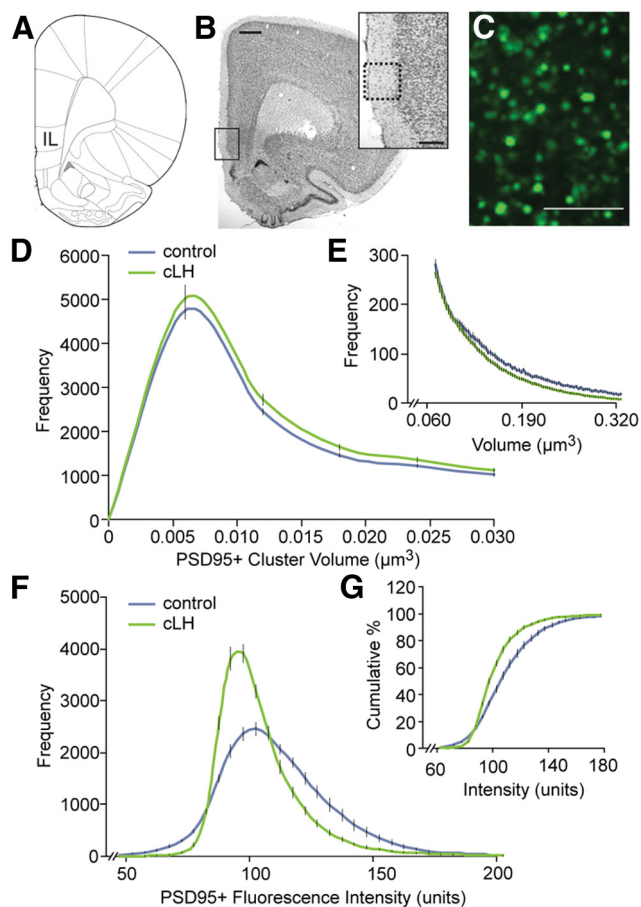 A
IL
B
C
D
control
cLH
6000
5000
4000
3000
2000
1000
0
Frequency
0 0.005 0.010 0.015 0.020 0.025 0.030
PSD95+ Cluster Volume (µm³)
E
300
200
100
0
Frequency
0.060 0.190 0.320
Volume (µm³)
F
control
cLH
5000
4000
3000
2000
1000
0
Frequency
50 100 150 200
PSD95+ Fluorescence Intensity (units)
G
120
100
80
60
40
20
0
Cumulative %
60 100 140 180
Intensity (units)